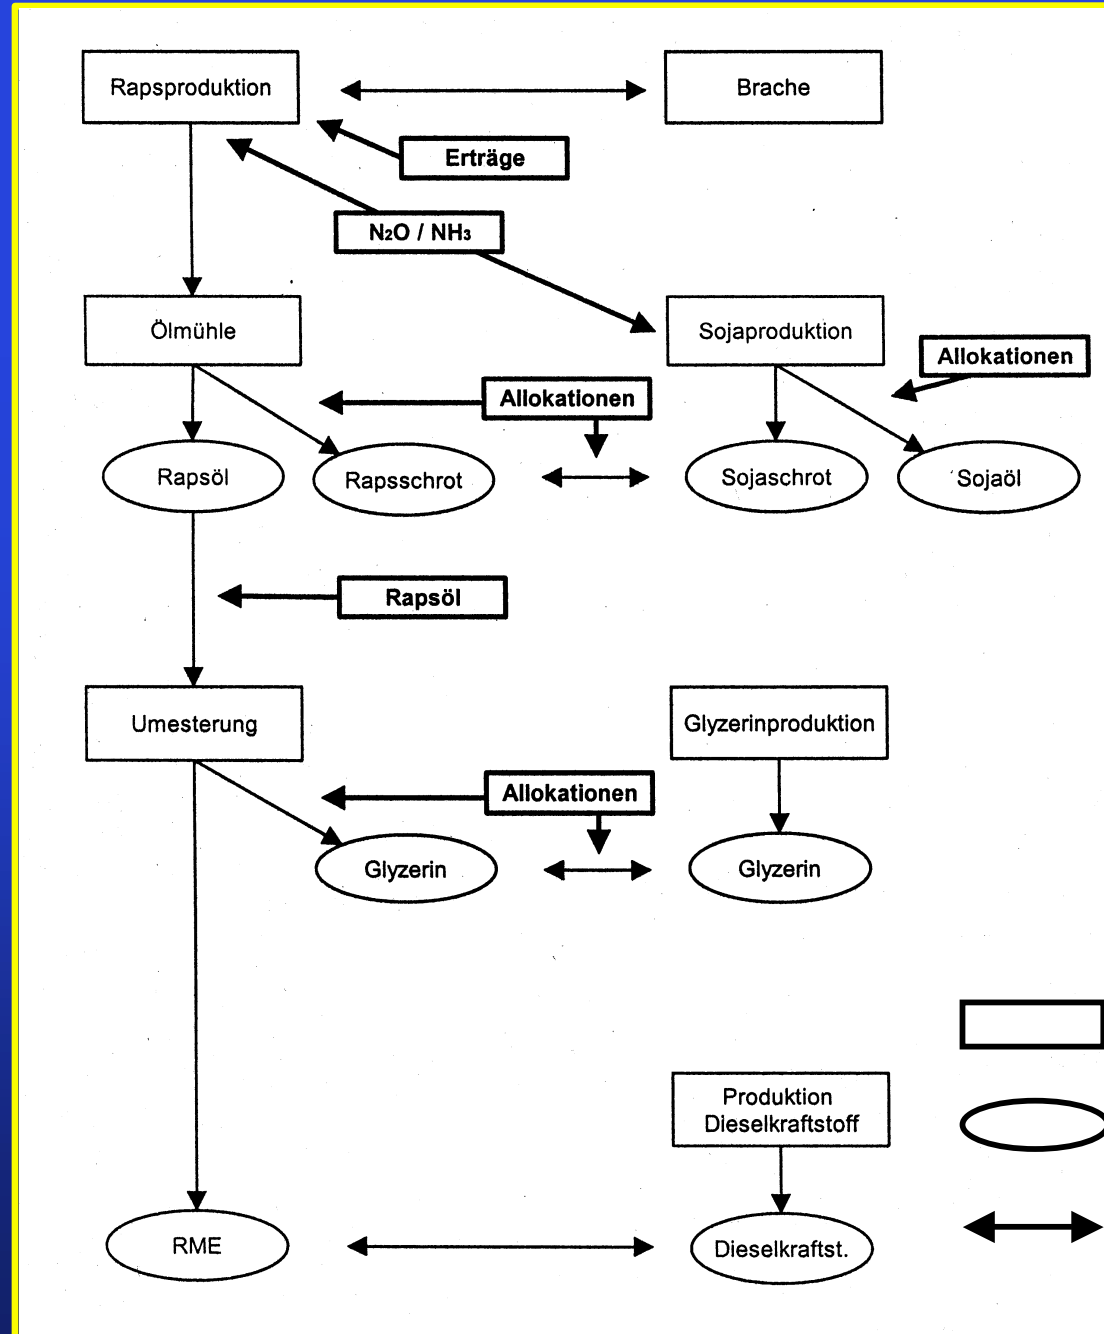 Rapsproduktion
Brache
Erträge
N₂O / NH₃
Ölmühle
Sojaproduktion
Allokationen
Allokationen
Rapsöl
Rapsschrot
Sojaschrot
Sojaöl
Rapsöl
Umesterung
Glyzerinproduktion
Allokationen
Glyzerin
Glyzerin
Produktion
Dieselkraftstoff
RME
Dieselkraftst.